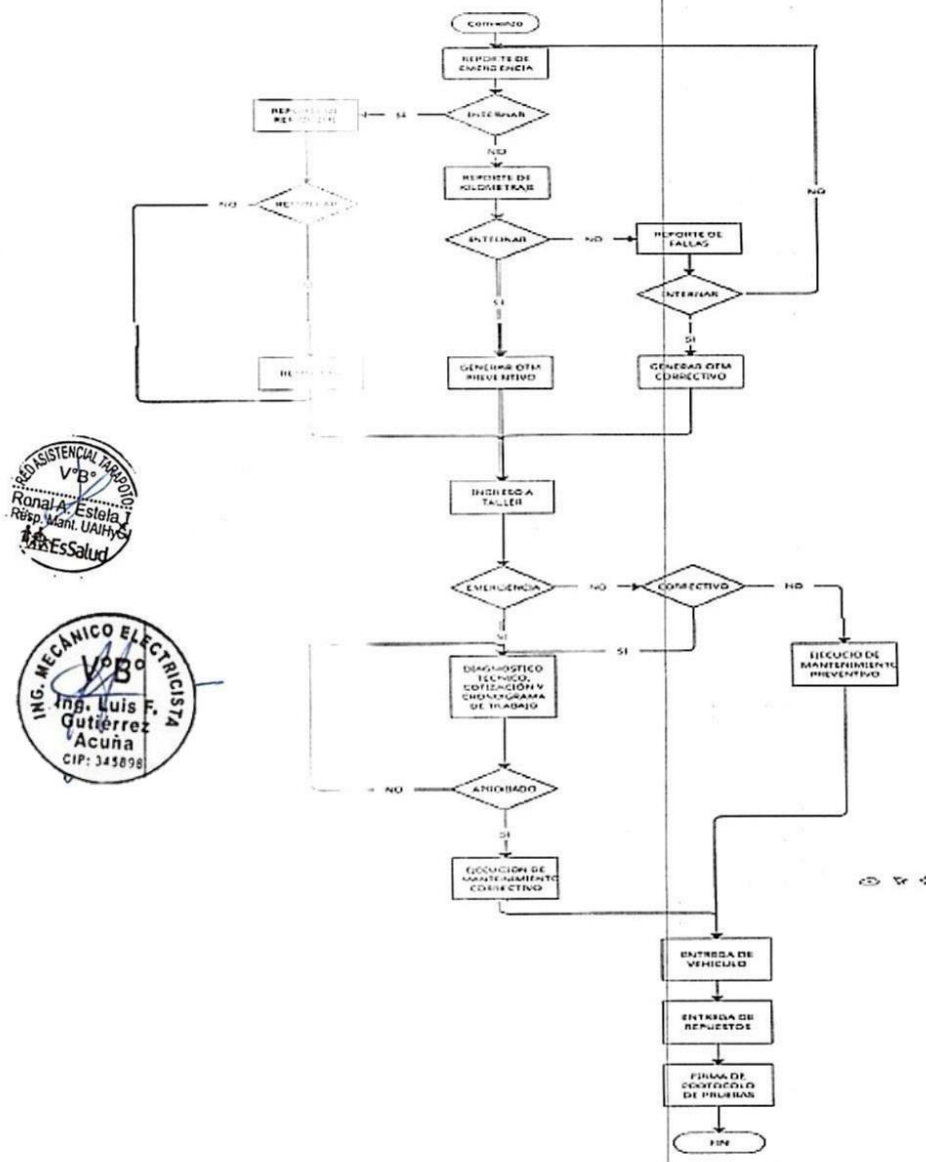 Comienzo
REPORTE DE
EMERGENCIA
INTERNAR
SI
NO
REPORTE DE
KILOMETRAJE
NO
NO
INTERNAR
NO
REPORTE DE
FALLAS
INTERNAR
SI
SI
GENERAR OTM
PREVENTIVO
GENERAR OTM
CORRECTIVO
RED ASISTENCIAL TARAPOTO
V°B°
Ronal A. Estela
Resp. Mant.
EsSalud
INGRESO A
TALLER
EMERGENCIA
NO
CORRECTIVO
NO
SI
SI
ING. MECÁNICO ELECTRICISTA
V°B°
Ing. Luis F.
Gutiérrez
Acuña
CIP: 345898
DIAGNOSTICO
TECNICO,
COTIZACIÓN Y
CRONOGRAMA
DE TRABAJO
EJECUCIO DE
MANTENIMIENTO
PREVENTIVO
NO
APROBADO
SI
EJECUCIÓN DE
MANTENIMIENTO
CORRECTIVO
ENTREGA DE
VEHICULO
ENTREGA DE
REPUESTOS
FIRMA DE
PROTOCOLO
DE PRUEBAS
FIN